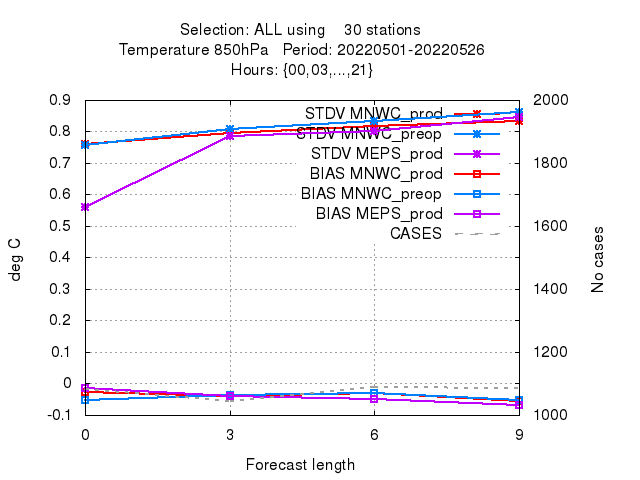 Selection: ALL using    30 stations
Temperature 850hPa   Period: 20220501-20220526
Hours: {00,03,...,21}
0.9
0.8
0.7
0.6
0.5
0.4
0.3
0.2
0.1
0
-0.1
deg C
STDV MNWC_prod
STDV MNWC_preop
STDV MEPS_prod
BIAS MNWC_prod
BIAS MNWC_preop
BIAS MEPS_prod
CASES
2000
1800
1600
1400
1200
1000
No cases
0 3 6 9
Forecast length